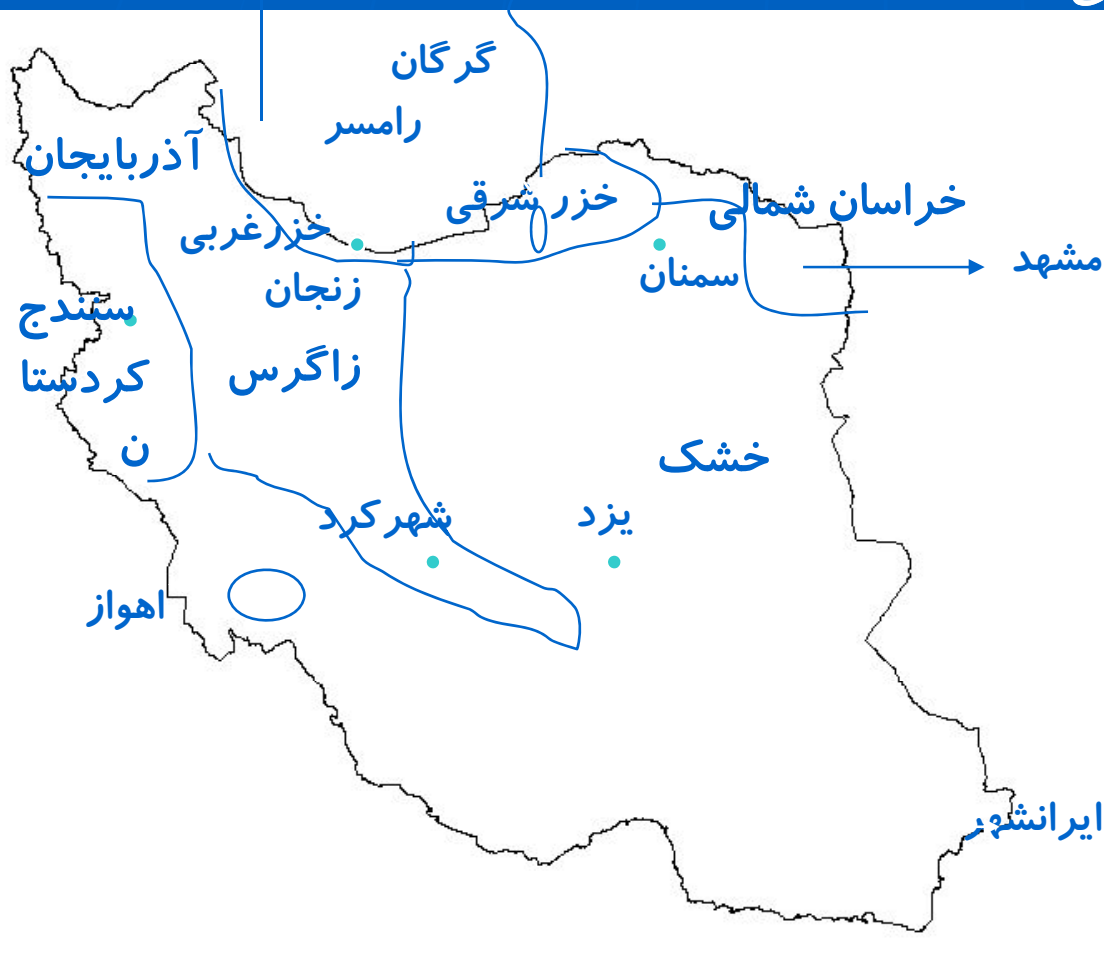 گرگان
رامسر
آذربایجان
خزر شرقی
خراسان شمالی
خزرغربی
مشهد
سمنان
زنجان
سنندج
زاگرس
کردستا
ن
خشک
شهرکرد
یزد
اهواز
ایرانشهر